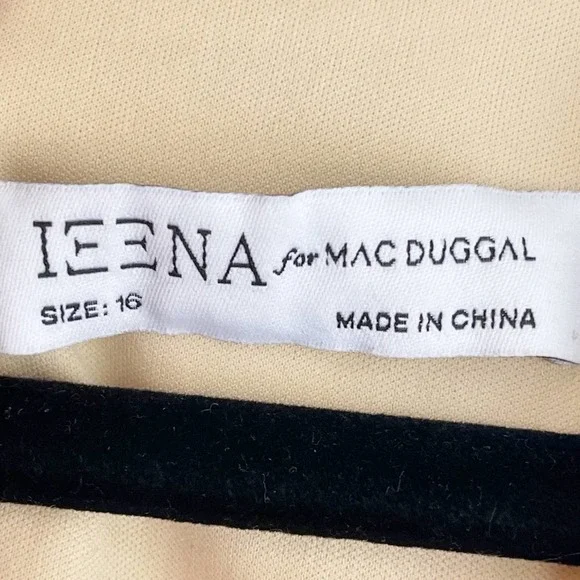 IEENA for MAC DUGGAL
SIZE: 16
MADE IN CHINA